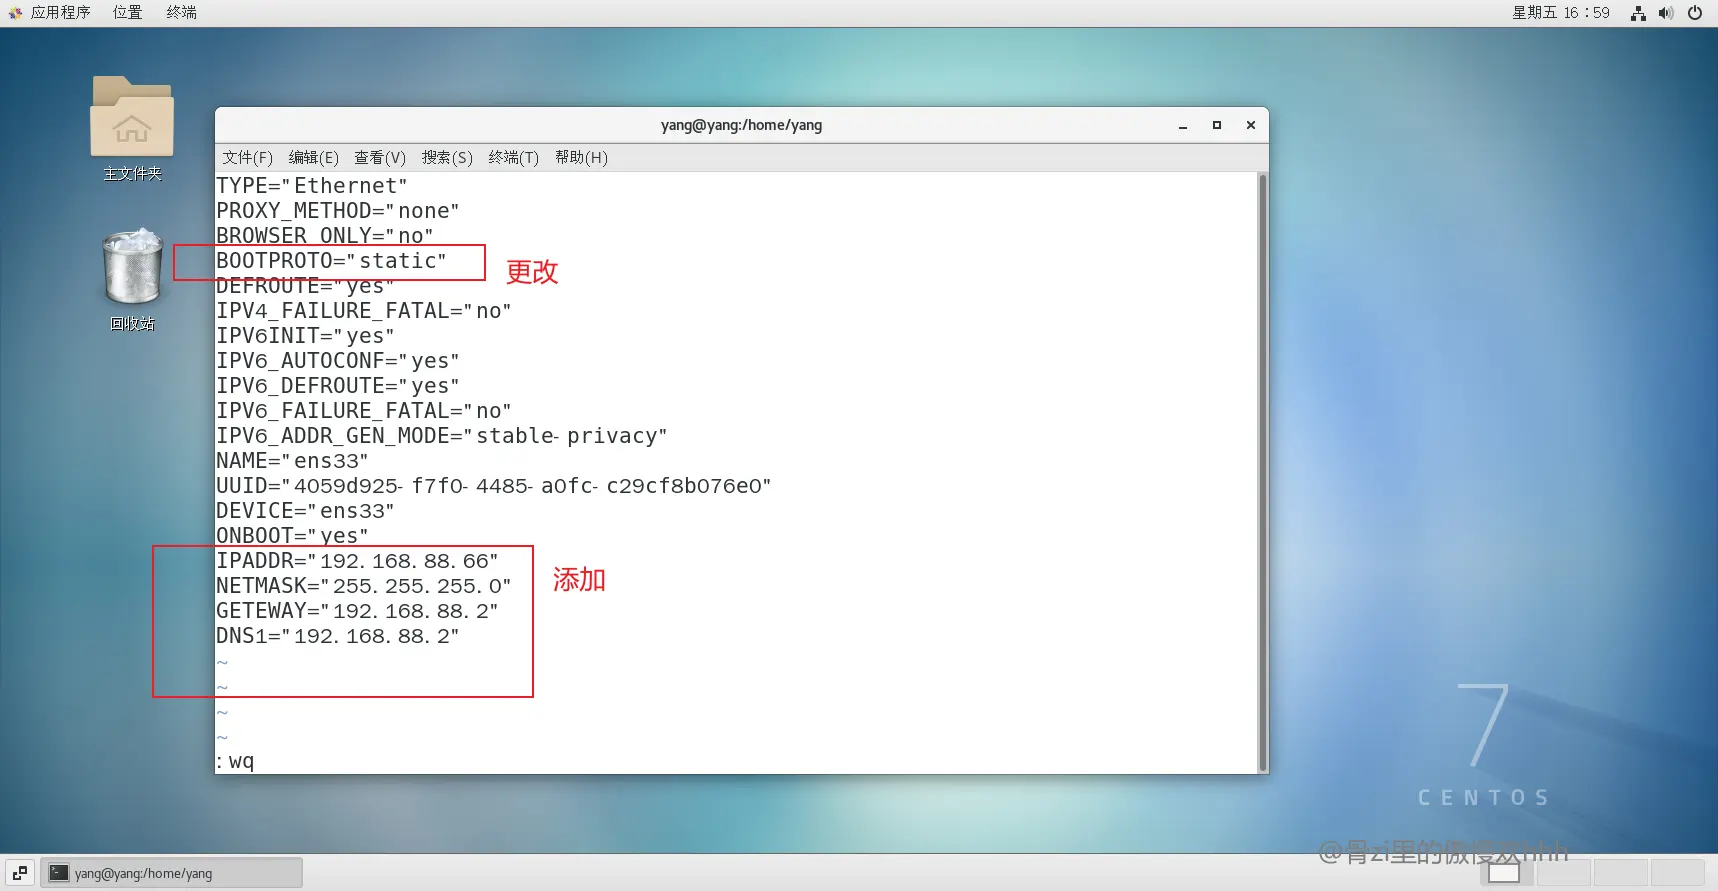 应用程序 位置 终端 星期五 16：59
主文件夹
回收站
yang@yang:/home/yang
文件(F) 编辑(E) 查看(V) 搜索(S) 终端(T) 帮助(H)
TYPE="Ethernet"
PROXY_METHOD="none"
BROWSER_ONLY="no"
BOOTPROTO="static"
更改
DEFROUTE="yes"
IPV4_FAILURE_FATAL="no"
IPV6INIT="yes"
IPV6_AUTOCONF="yes"
IPV6_DEFROUTE="yes"
IPV6_FAILURE_FATAL="no"
IPV6_ADDR_GEN_MODE="stable-privacy"
NAME="ens33"
UUID="4059d925-f7f0-4485-a0fc-c29cf8b076e0"
DEVICE="ens33"
ONBOOT="yes"
IPADDR="192.168.88.66"
添加
NETMASK="255.255.255.0"
GETEWAY="192.168.88.2"
DNS1="192.168.88.2"
~
~
~
~
:wq
7
CENTOS
@骨zi里的傲慢欢hhh
yang@yang:/home/yang